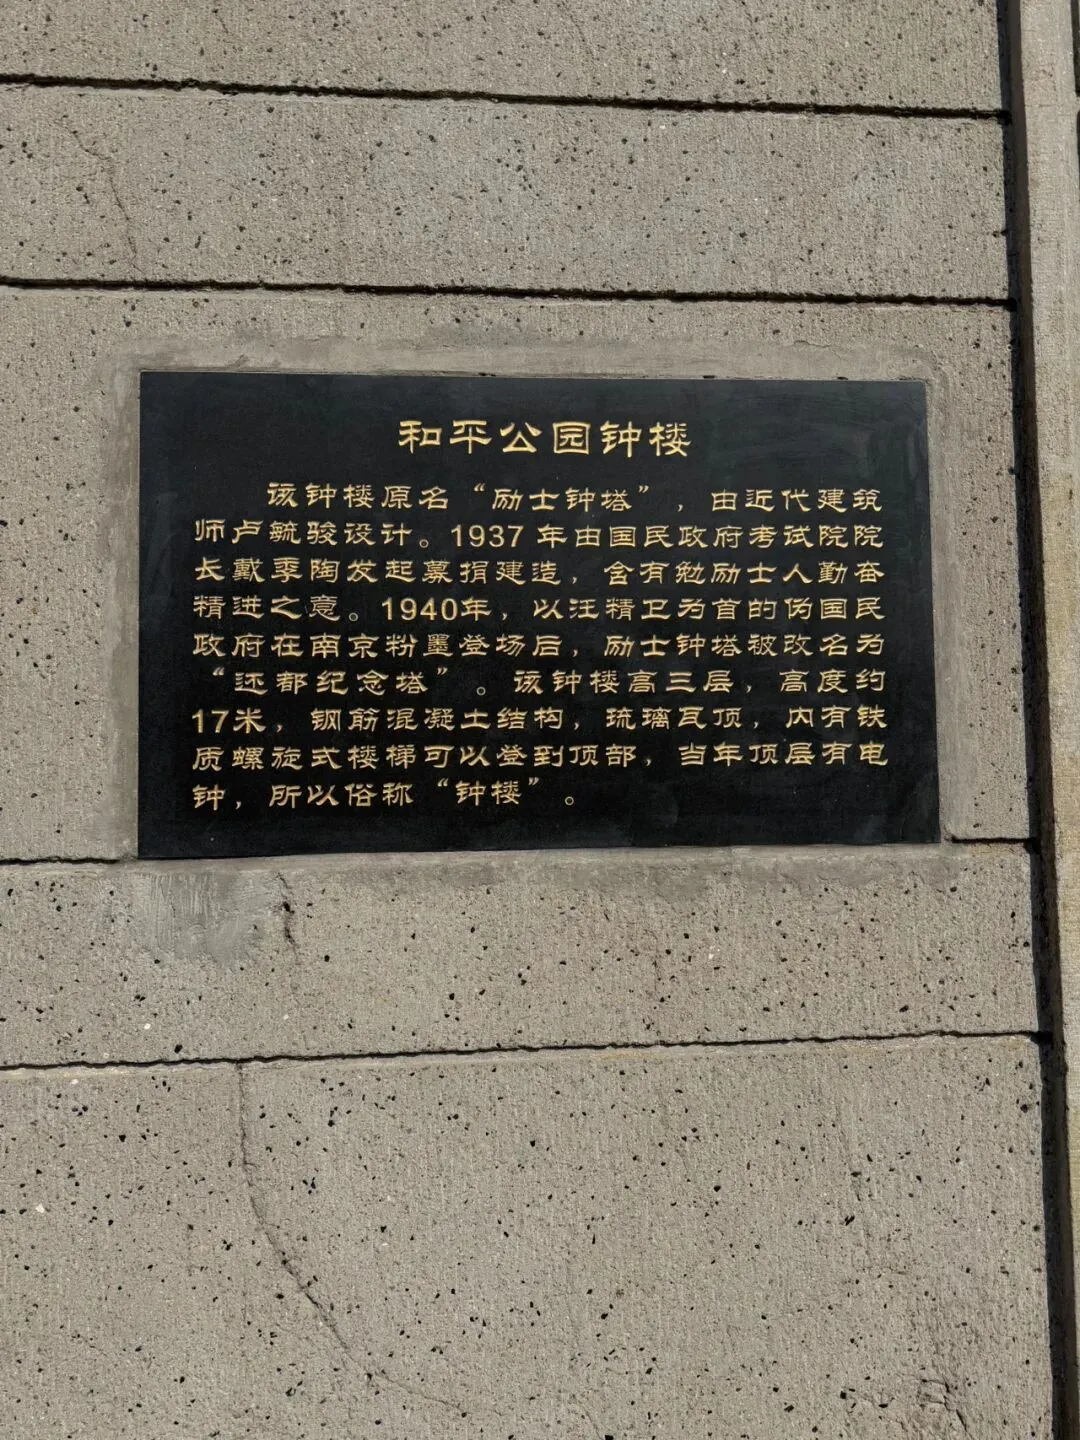 和平公园钟楼
该钟楼原名“励士钟塔”，由近代建筑
师卢毓骏设计。1937年由国民政府考试院院
长戴季陶发起募捐建造，含有勉励士人勤奋
精进之意。1940年，以汪精卫为首的伪国民
政府在南京粉墨登场后，励士钟塔被改名为
“还都纪念塔”。该钟楼高三层，高度约
17米，钢筋混凝土结构，琉璃瓦顶，内有铁
质螺旋式楼梯可以登到顶部，当年顶层有电
钟，所以俗称“钟楼”。